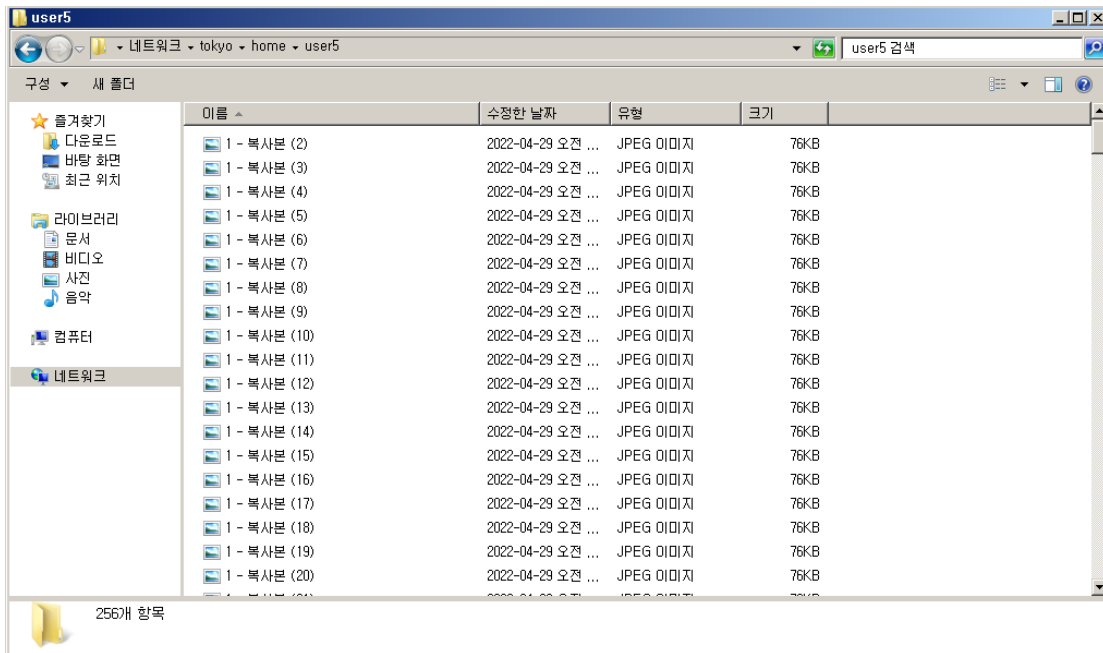 user5
네트워크 tokyo home user5 user5 검색
구성 새 폴더
이름 수정한 날짜 유형 크기
즐겨찾기
다운로드
바탕 화면
최근 위치
라이브러리
문서
비디오
사진
음악
컴퓨터
네트워크
1 - 복사본 (2) 2022-04-29 오전 ... JPEG 이미지 76KB
1 - 복사본 (3) 2022-04-29 오전 ... JPEG 이미지 76KB
1 - 복사본 (4) 2022-04-29 오전 ... JPEG 이미지 76KB
1 - 복사본 (5) 2022-04-29 오전 ... JPEG 이미지 76KB
1 - 복사본 (6) 2022-04-29 오전 ... JPEG 이미지 76KB
1 - 복사본 (7) 2022-04-29 오전 ... JPEG 이미지 76KB
1 - 복사본 (8) 2022-04-29 오전 ... JPEG 이미지 76KB
1 - 복사본 (9) 2022-04-29 오전 ... JPEG 이미지 76KB
1 - 복사본 (10) 2022-04-29 오전 ... JPEG 이미지 76KB
1 - 복사본 (11) 2022-04-29 오전 ... JPEG 이미지 76KB
1 - 복사본 (12) 2022-04-29 오전 ... JPEG 이미지 76KB
1 - 복사본 (13) 2022-04-29 오전 ... JPEG 이미지 76KB
1 - 복사본 (14) 2022-04-29 오전 ... JPEG 이미지 76KB
1 - 복사본 (15) 2022-04-29 오전 ... JPEG 이미지 76KB
1 - 복사본 (16) 2022-04-29 오전 ... JPEG 이미지 76KB
1 - 복사본 (17) 2022-04-29 오전 ... JPEG 이미지 76KB
1 - 복사본 (18) 2022-04-29 오전 ... JPEG 이미지 76KB
1 - 복사본 (19) 2022-04-29 오전 ... JPEG 이미지 76KB
1 - 복사본 (20) 2022-04-29 오전 ... JPEG 이미지 76KB
256개 항목